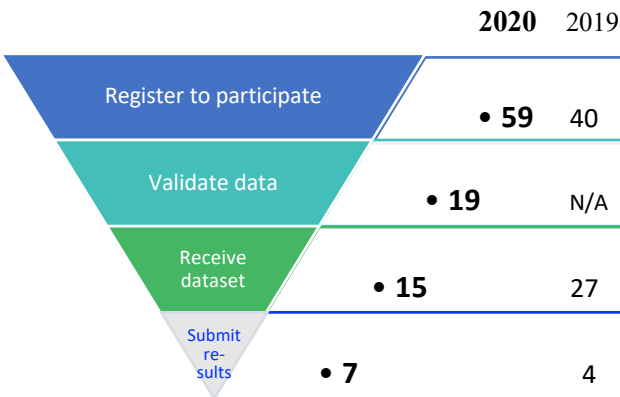 2020 2019
Register to participate
• 59 40
Validate data
• 19 N/A
Receive
dataset
• 15 27
Submit
re-
sults
• 7 4